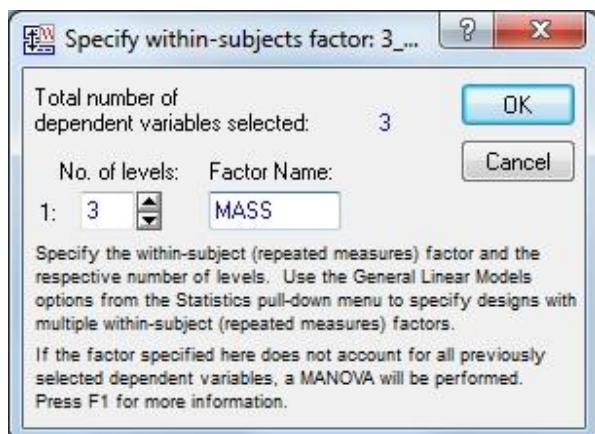 Specify within-subjects factor: 3_...
?
X
Total number of
dependent variables selected: 3
OK
No. of levels: Factor Name:
Cancel
1: 3 MASS
Specify the within-subject (repeated measures) factor and the
respective number of levels. Use the General Linear Models
options from the Statistics pull-down menu to specify designs with
multiple within-subject (repeated measures) factors.
If the factor specified here does not account for all previously
selected dependent variables, a MANOVA will be performed.
Press F1 for more information.